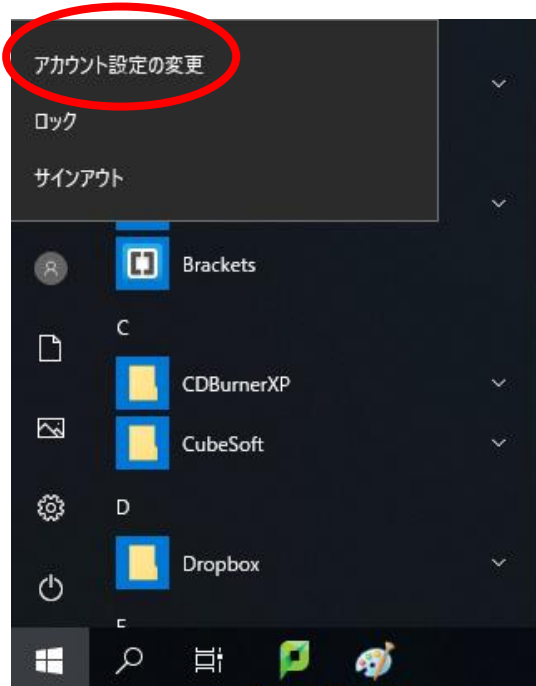 アカウント設定の変更
ロック
サインアウト
Brackets
C
CDBurnerXP
CubeSoft
D
Dropbox